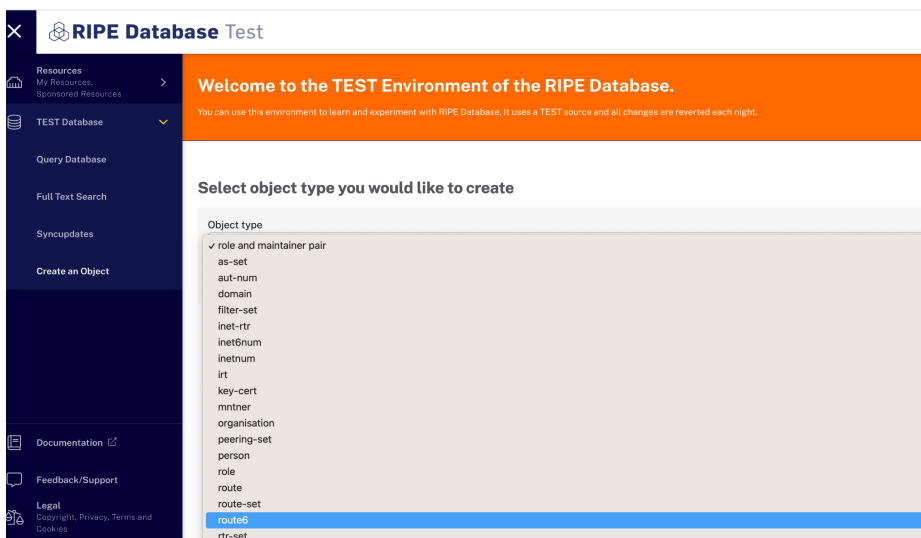 RIPE Database Test
Resources
My Resources,
Sponsored Resources
TEST Database
Query Database
Full Text Search
Syncupdates
Create an Object
Documentation
Feedback/Support
Legal
Copyright, Privacy, Terms and
Cookies
Welcome to the TEST Environment of the RIPE Database.
You can use this environment to learn and experiment with RIPE Database. It uses a TEST source and all changes are reverted each night.
Select object type you would like to create
Object type
✓ role and maintainer pair
as-set
aut-num
domain
filter-set
inet-rtr
inet6num
inetnum
irt
key-cert
mntner
organisation
peering-set
person
role
route
route-set
route6
rtr-set